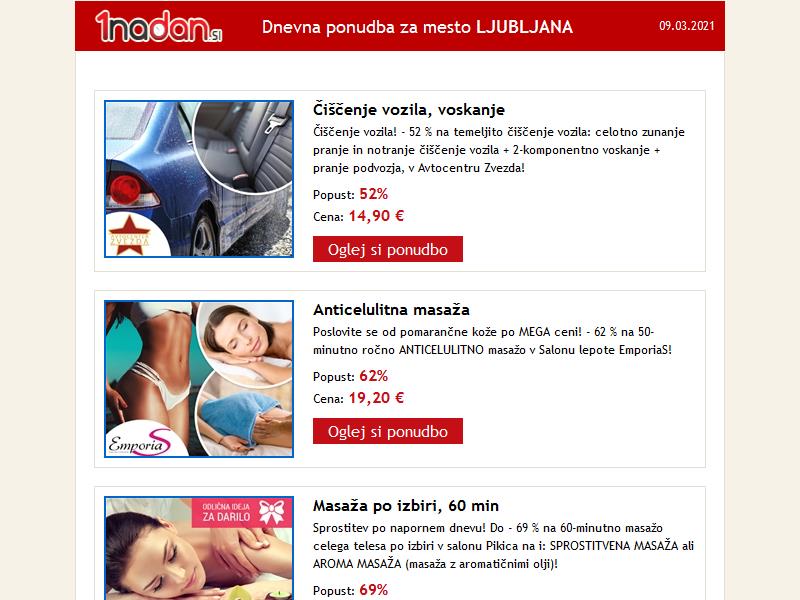 1nadan.si
Dnevna ponudba za mesto LJUBLJANA
09.03.2021
Čiščenje vozila, voskanje
Čiščenje vozila! - 52 % na temeljito čiščenje vozila: celotno zunanje
pranje in notranje čiščenje vozila + 2-komponentno voskanje +
pranje podvozja, v Avtocentru Zvezda!
Popust: 52%
Cena: 14,90 €
Oglej si ponudbo
ZVEZDA
Anticelulitna masaža
Poslovite se od pomarančne kože po MEGA ceni! - 62 % na 50-
minutno ročno ANTICELULITNO masažo v Salonu lepote EmporiaS!
Popust: 62%
Cena: 19,20 €
Oglej si ponudbo
Emporia S
ODLIČNA IDEJA
ZA DARILO
Masaža po izbiri, 60 min
Sprostitev po napornem dnevu! Do - 69 % na 60-minutno masažo
celega telesa po izbiri v salonu Pikica na i: SPROSTITVENA MASAŽA ali
AROMA MASAŽA (masaža z aromatičnimi olji)!
Popust: 69%